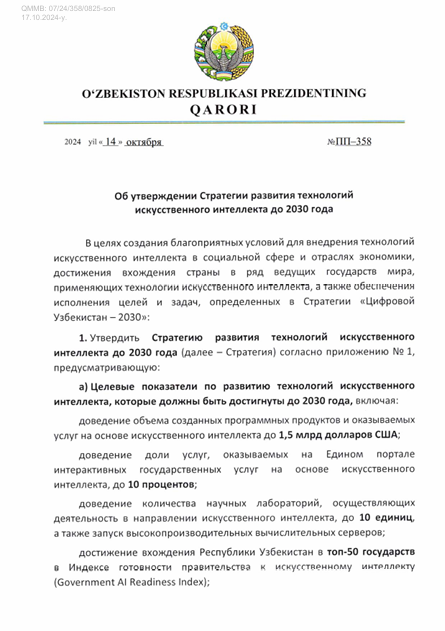 QMMB: 07/24/358/0825-son
17.10.2024-y.
O‘ZBEKISTON RESPUBLIKASI PREZIDENTINING
QARORI
2024 yil « 14 » октября № ПП–358
Об утверждении Стратегии развития технологий
искусственного интеллекта до 2030 года
В целях создания благоприятных условий для внедрения технологий
искусственного интеллекта в социальной сфере и отраслях экономики,
достижения вхождения страны в ряд ведущих государств мира,
применяющих технологии искусственного интеллекта, а также обеспечения
исполнения целей и задач, определенных в Стратегии «Цифровой
Узбекистан – 2030»:
1. Утвердить Стратегию развития технологий искусственного
интеллекта до 2030 года (далее – Стратегия) согласно приложению № 1,
предусматривающую:
а) Целевые показатели по развитию технологий искусственного
интеллекта, которые должны быть достигнуты до 2030 года, включая:
доведение объема созданных программных продуктов и оказываемых
услуг на основе искусственного интеллекта до 1,5 млрд долларов США;
доведение доли услуг, оказываемых на Едином портале
интерактивных государственных услуг на основе искусственного
интеллекта, до 10 процентов;
доведение количества научных лабораторий, осуществляющих
деятельность в направлении искусственного интеллекта, до 10 единиц,
а также запуск высокопроизводительных вычислительных серверов;
достижение вхождения Республики Узбекистан в топ-50 государств
в Индексе готовности правительства к искусственному интеллекту
(Government AI Readiness Index);